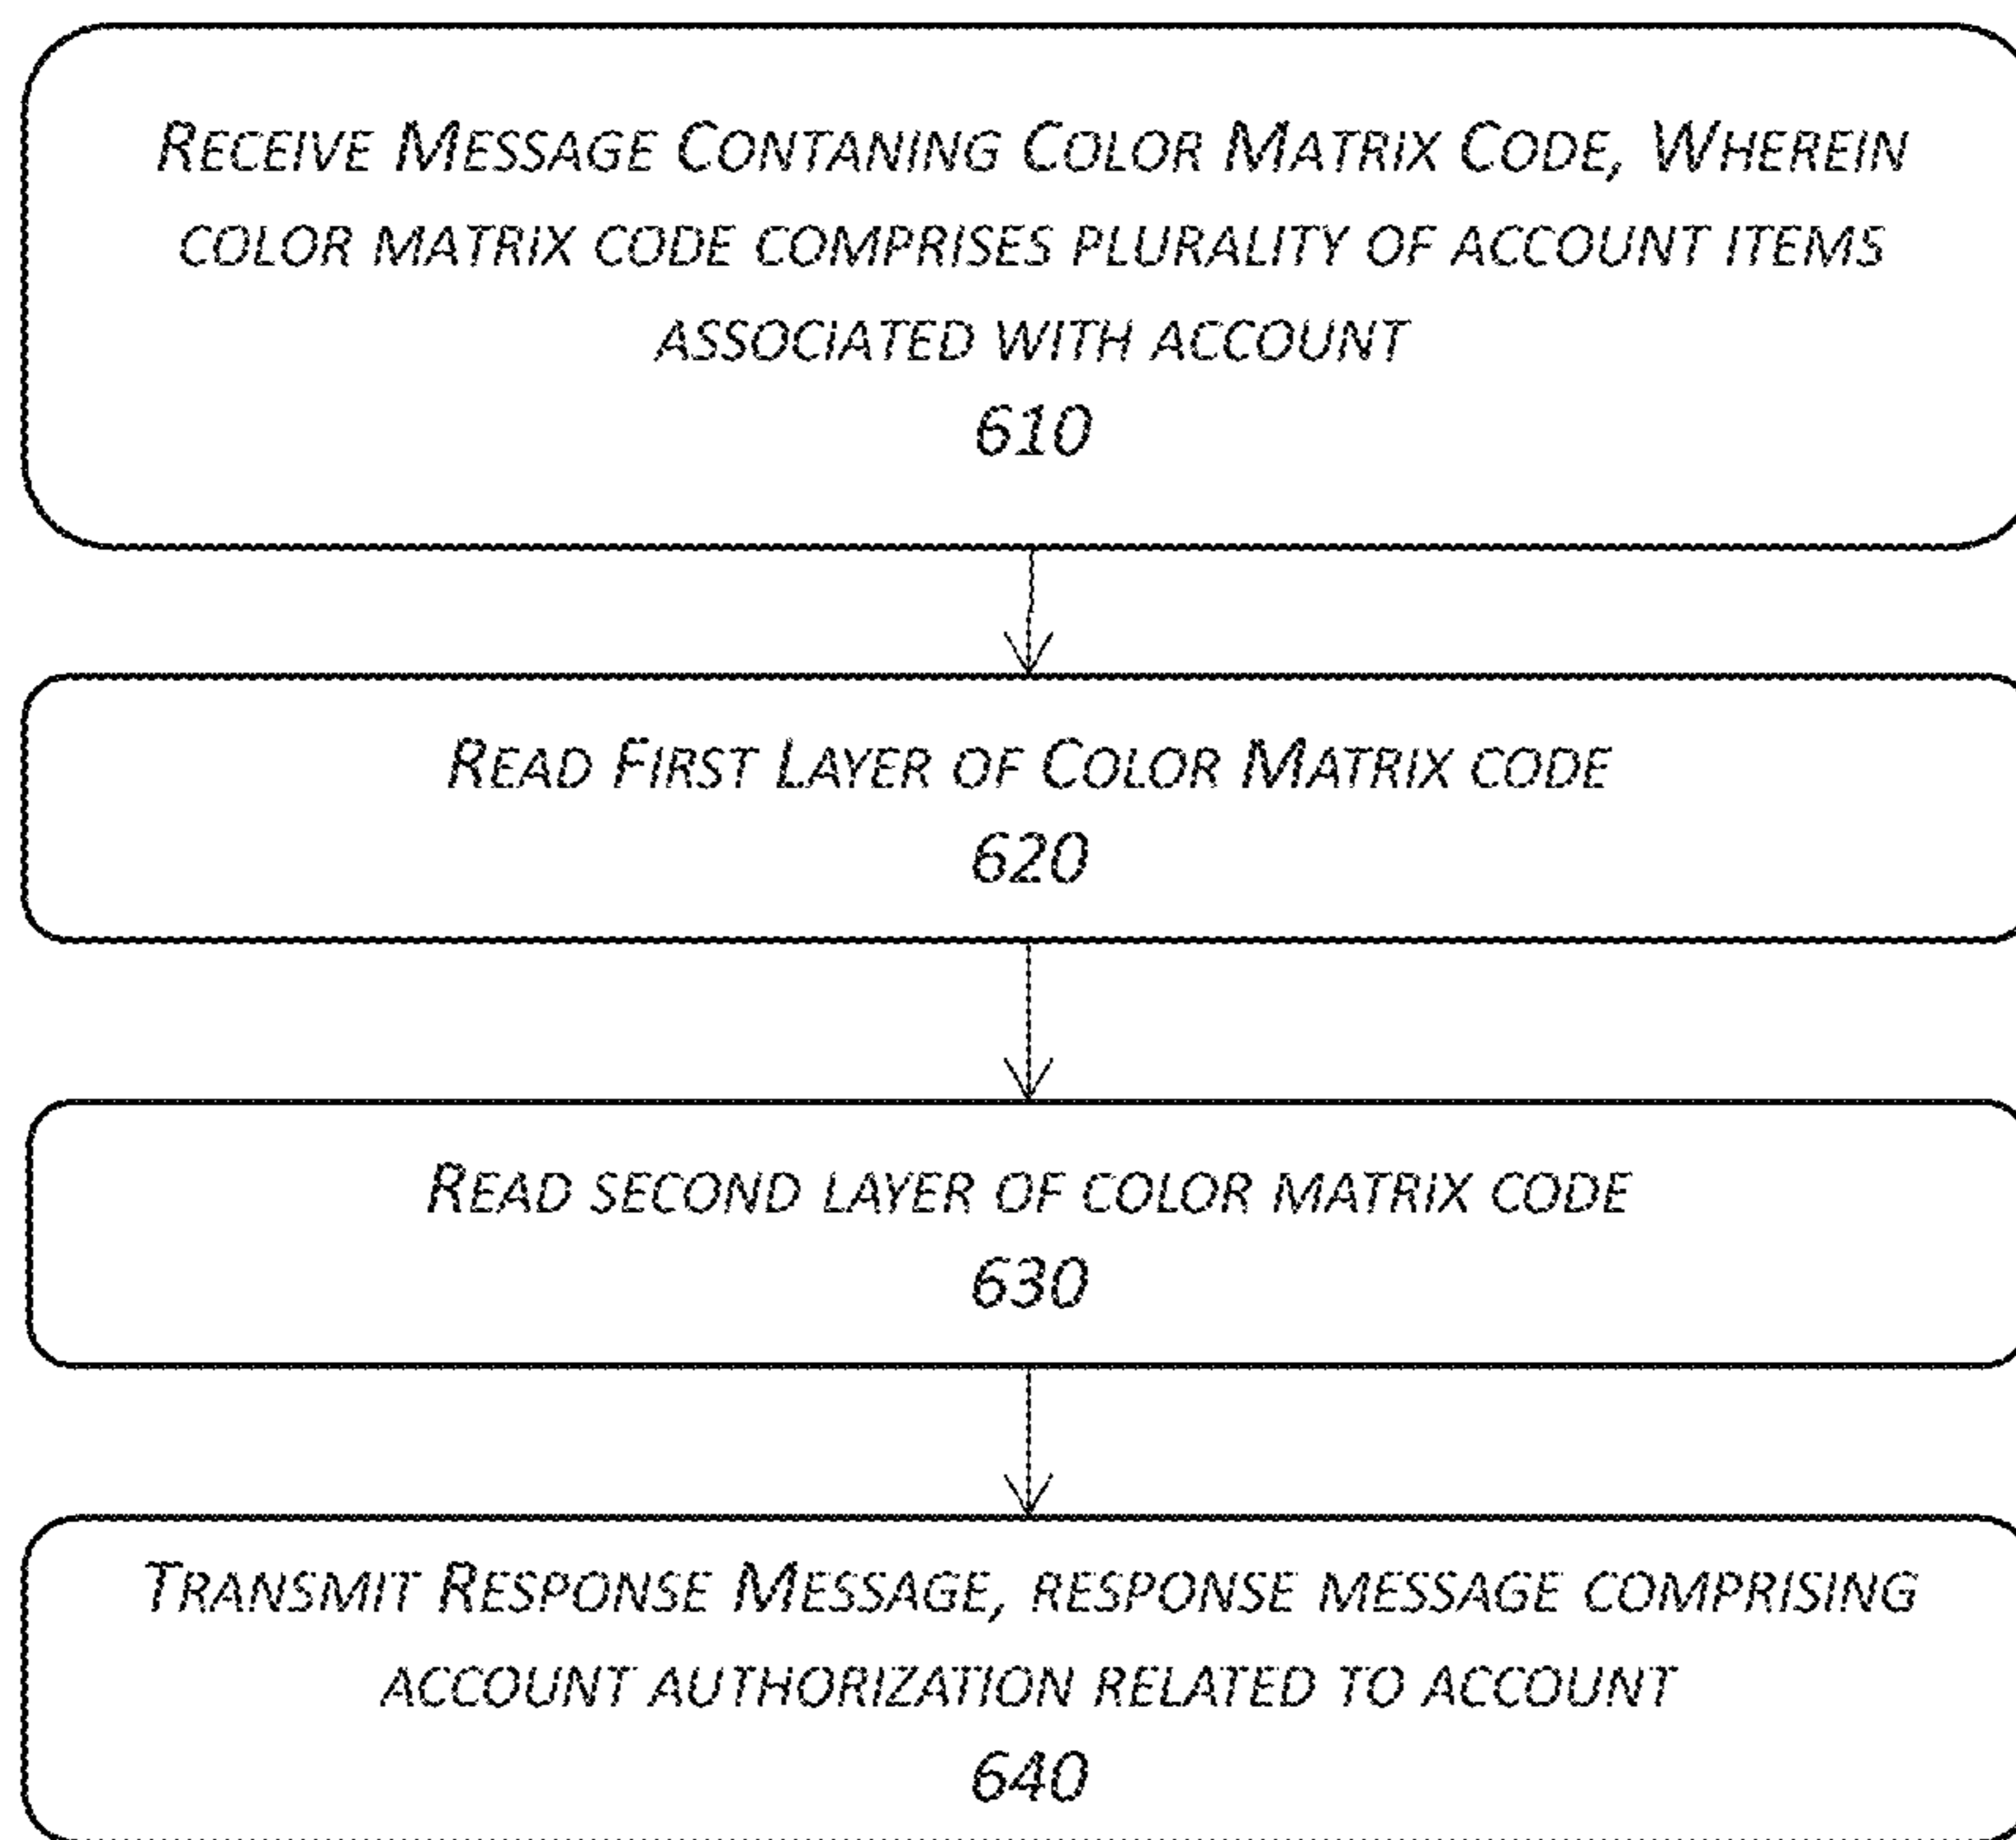 RECEIVE MESSAGE CONTANING COLOR MATRIX CODE, WHEREIN
COLOR MATRIX CODE COMPRISES PLURALITY OF ACCOUNT ITEMS
ASSOCIATED WITH ACCOUNT
610
READ FIRST LAYER OF COLOR MATRIX CODE
620
READ SECOND LAYER OF COLOR MATRIX CODE
630
TRANSMIT RESPONSE MESSAGE, RESPONSE MESSAGE COMPRISING
ACCOUNT AUTHORIZATION RELATED TO ACCOUNT
640